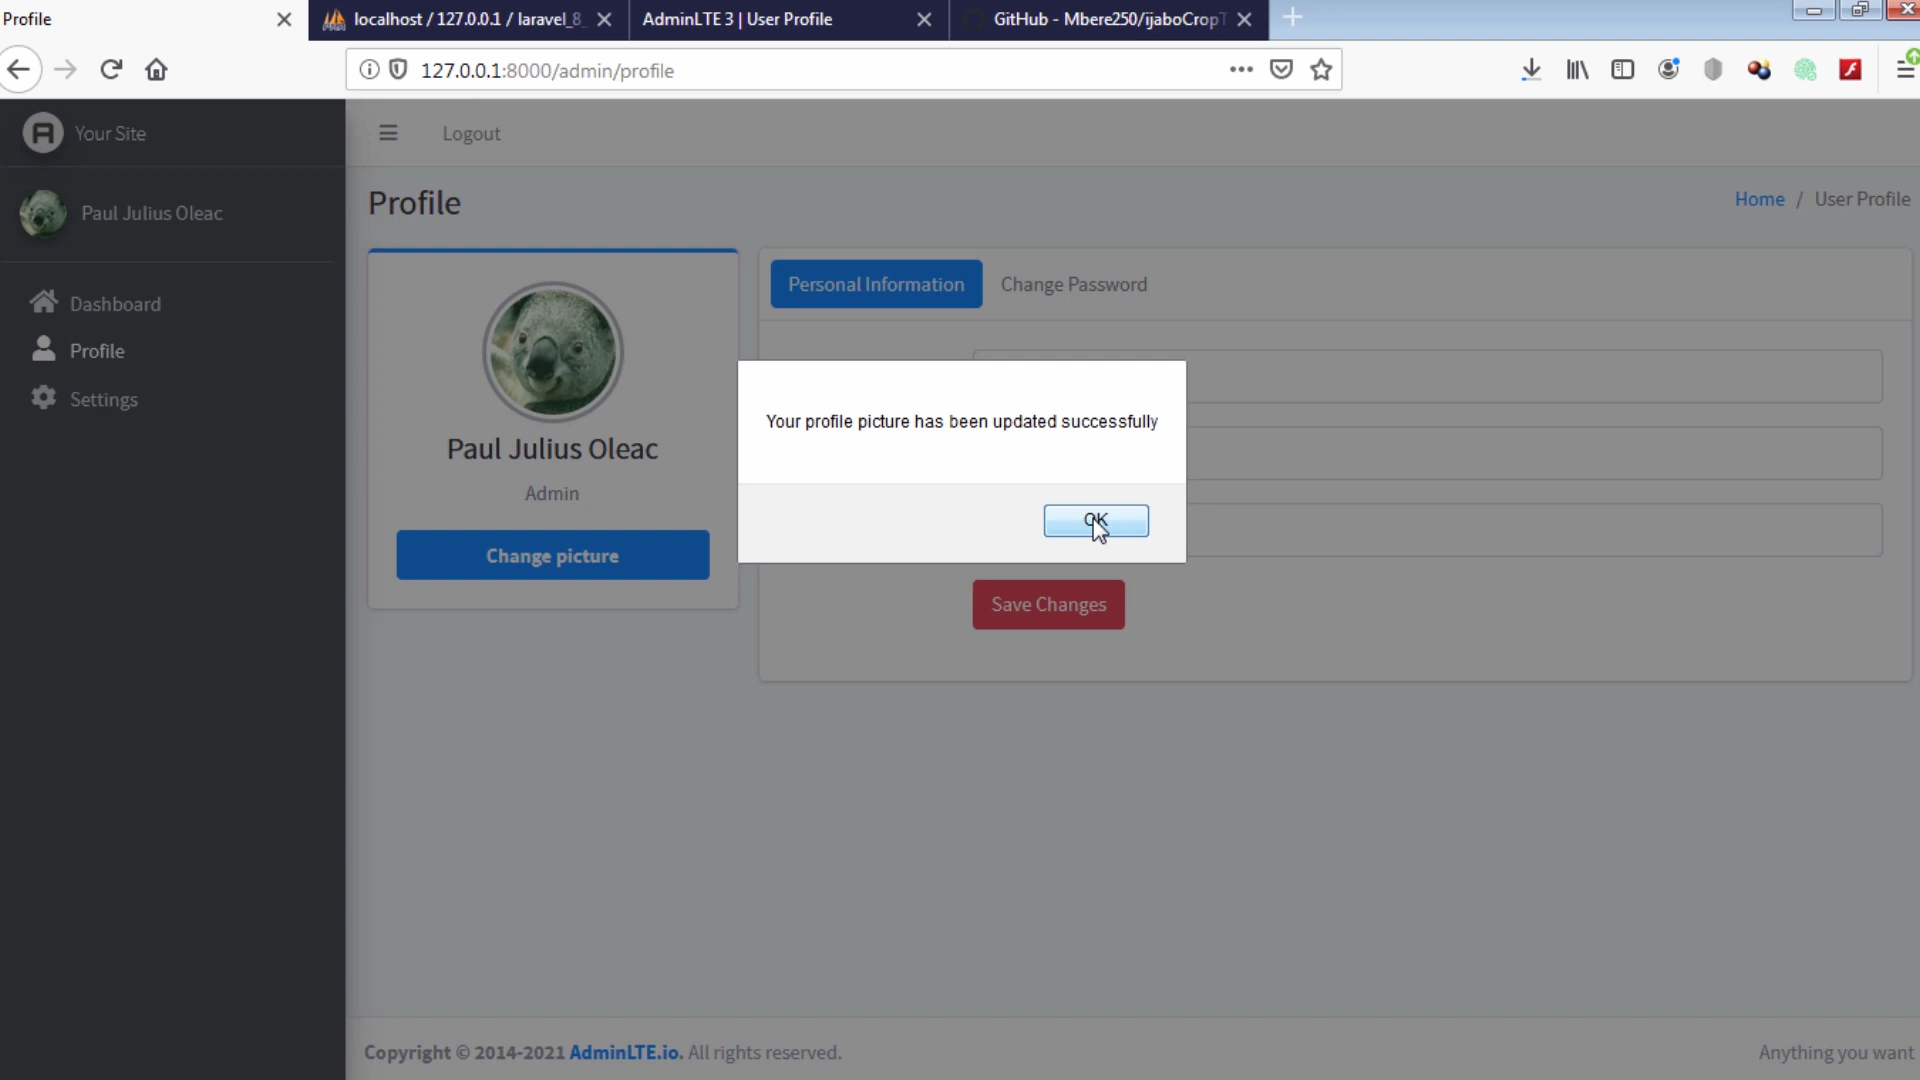 Profile
localhost / 127.0.0.1 / laravel_8_
AdminLTE 3 | User Profile
GitHub - Mbere250/ijaboCropT
127.0.0.1:8000/admin/profile
Your Site
Logout
Paul Julius Oleac
Profile
Home / User Profile
Dashboard
Profile
Settings
Personal Information
Change Password
Paul Julius Oleac
Admin
Change picture
Your profile picture has been updated successfully
OK
Save Changes
Copyright © 2014-2021 AdminLTE.io. All rights reserved.
Anything you want